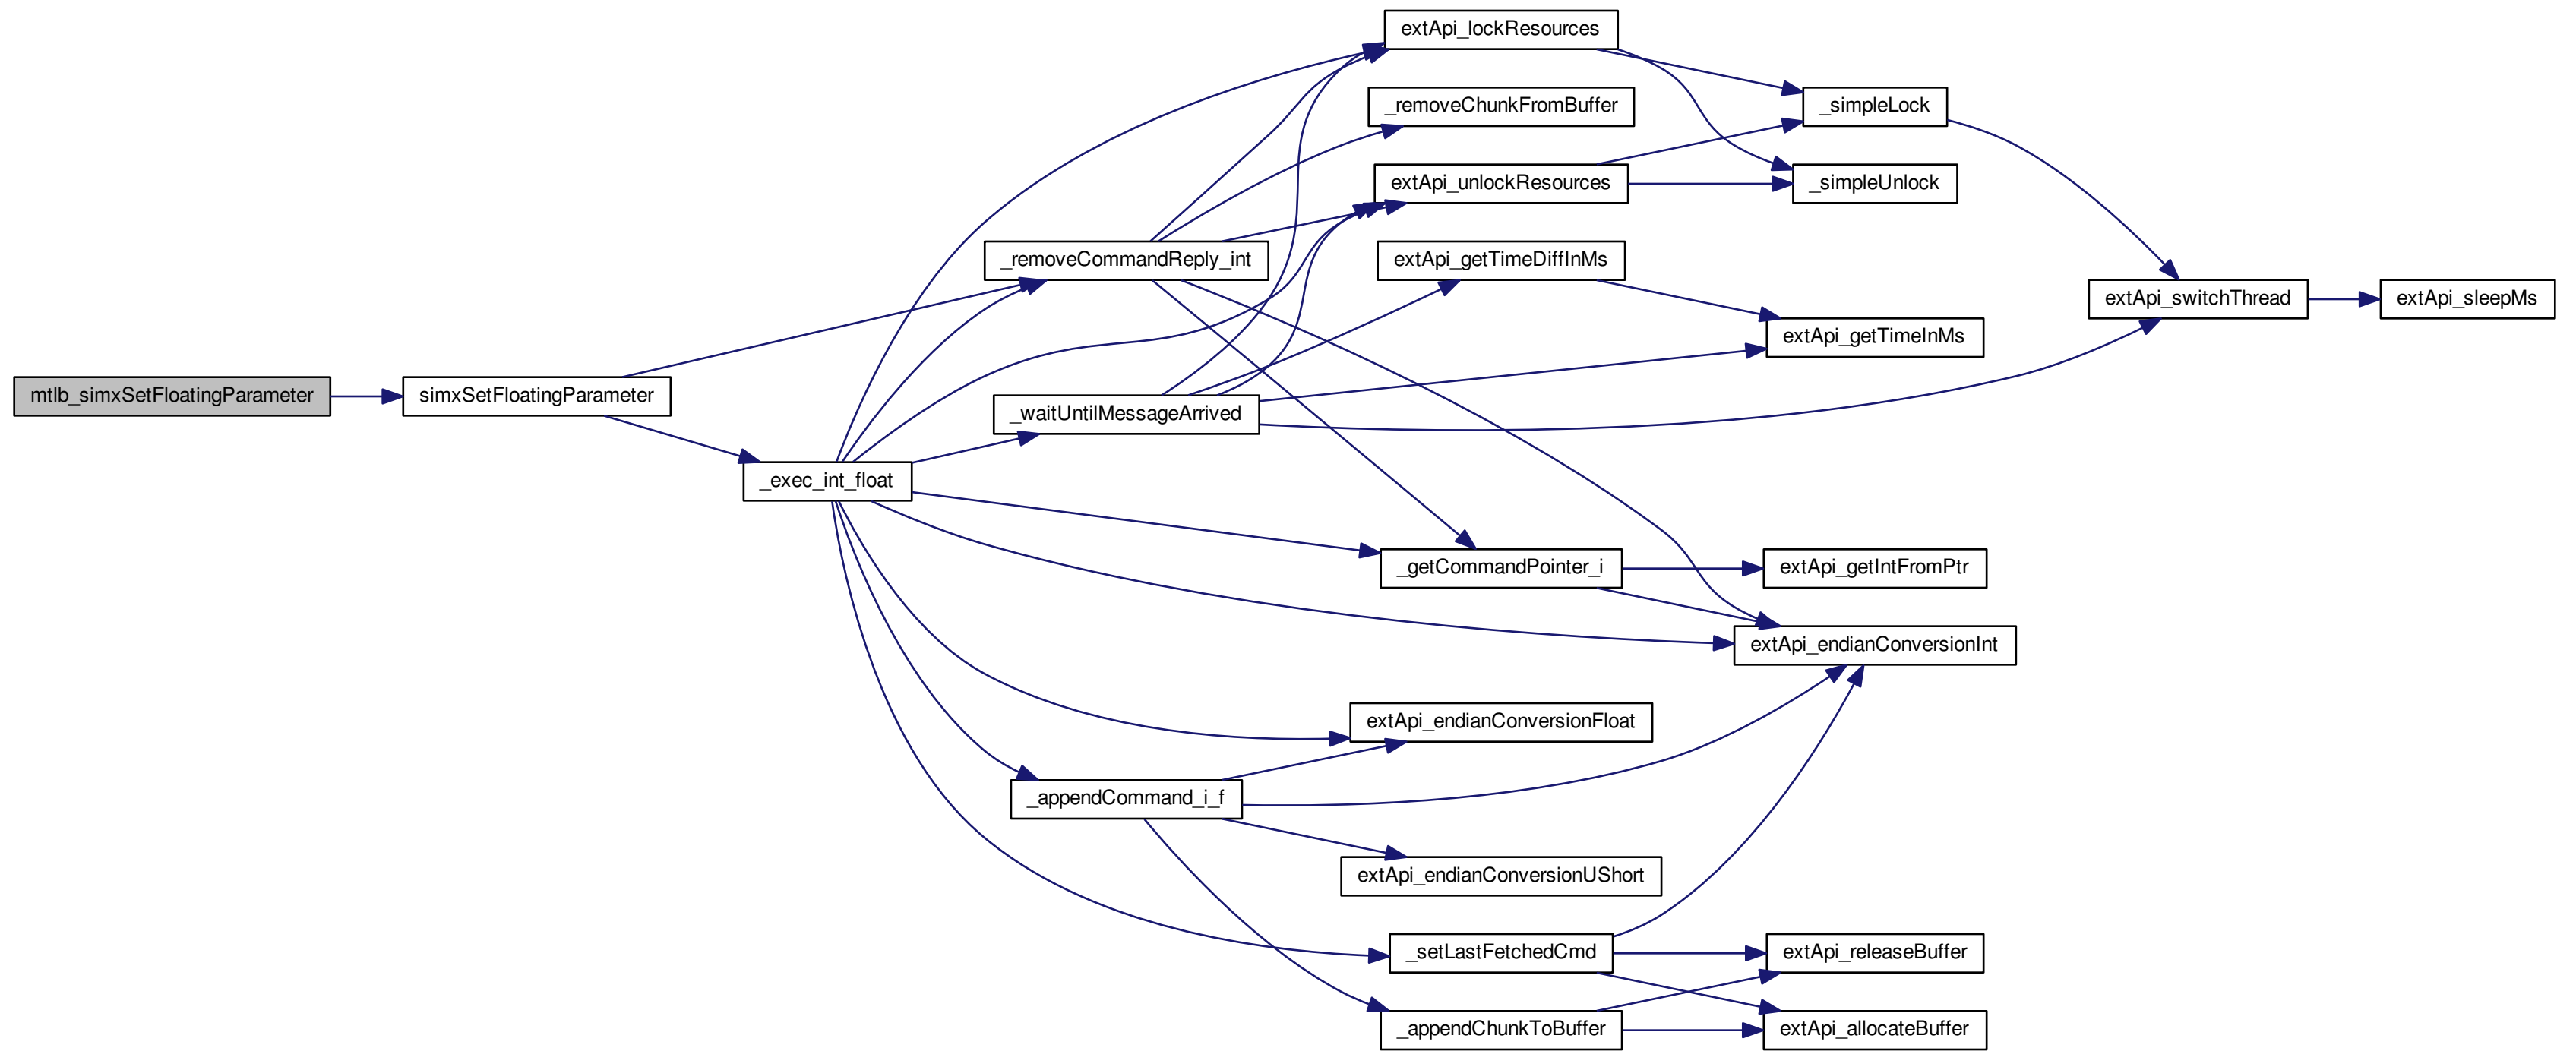 extApi_lockResources
_removeChunkFromBuffer
_simpleLock
extApi_unlockResources
_simpleUnlock
_removeCommandReply_int
extApi_getTimeDiffInMs
extApi_switchThread
extApi_sleepMs
extApi_getTimeInMs
mtlb_simxSetFloatingParameter
simxSetFloatingParameter
_waitUntilMessageArrived
_exec_int_float
_getCommandPointer_i
extApi_getIntFromPtr
extApi_endianConversionInt
extApi_endianConversionFloat
_appendCommand_i_f
extApi_endianConversionUShort
_setLastFetchedCmd
extApi_releaseBuffer
_appendChunkToBuffer
extApi_allocateBuffer